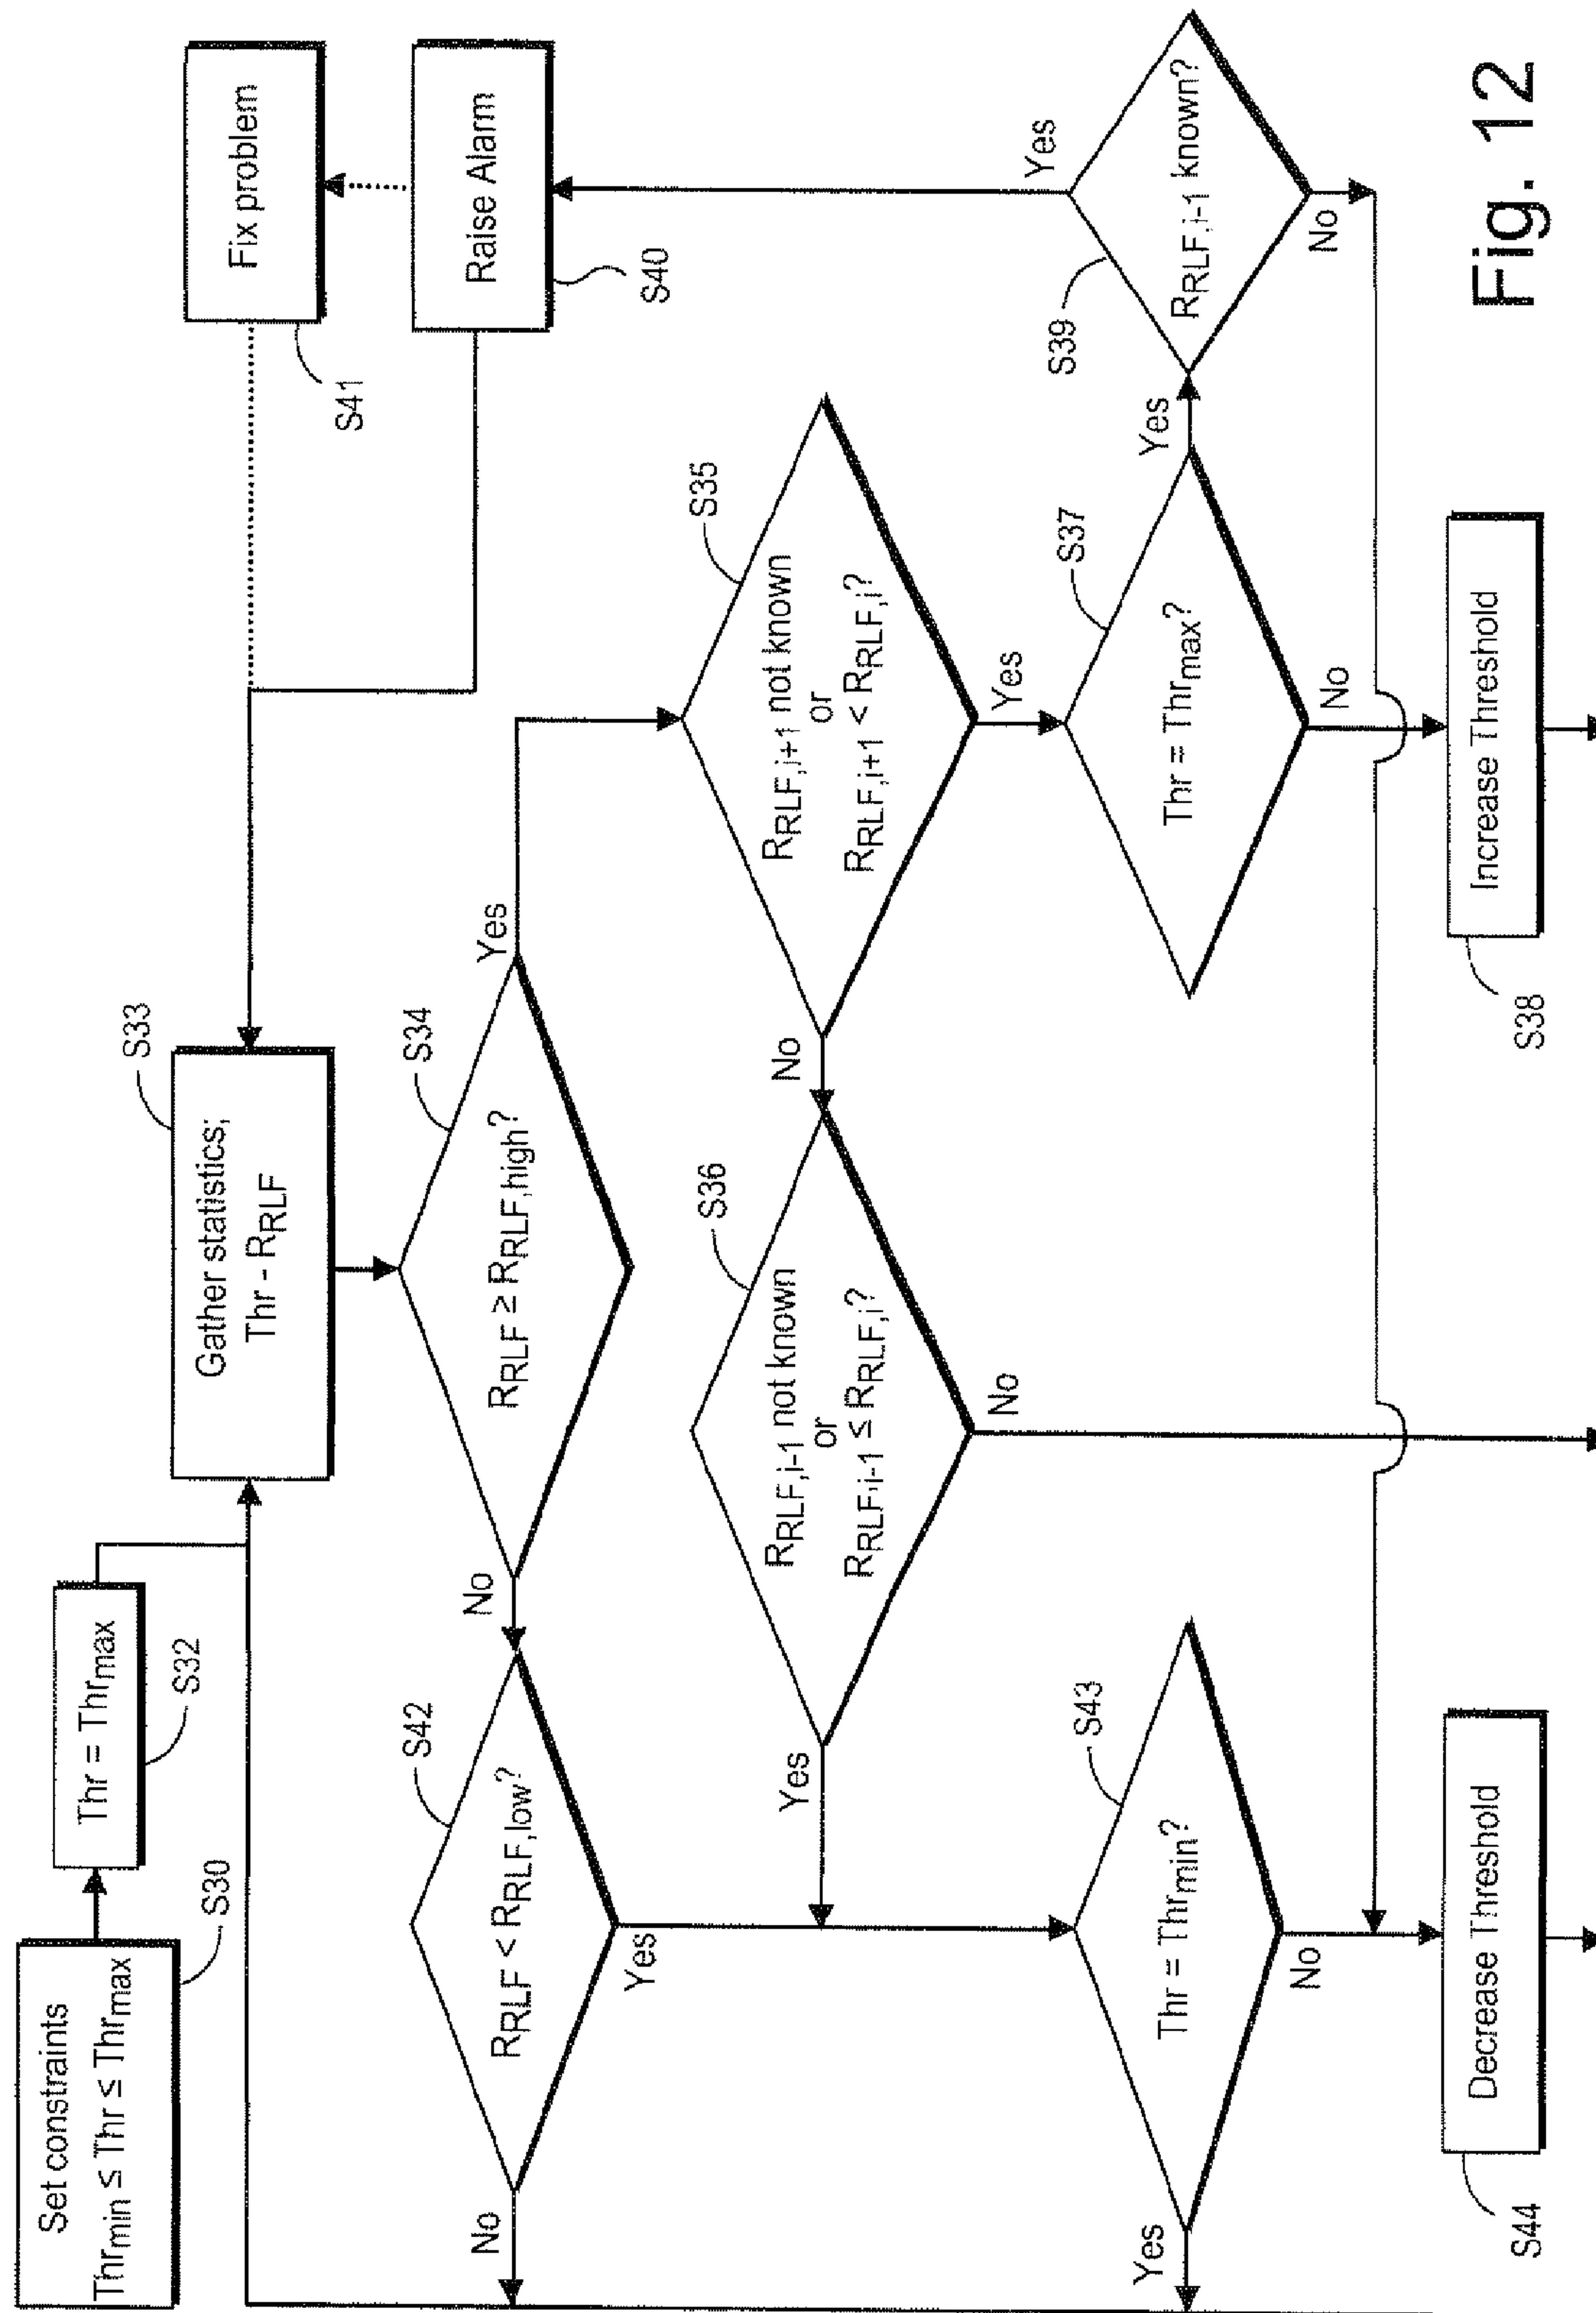 Set constraints
Thrmin ≤ Thr ≤ Thrmax
S30
Thr = Thrmax
S32
S33
Gather statistics;
Thr - RRLF
Fix problem
S41
Raise Alarm
S40
S34
RRLF ≥ RRLF,high?
Yes
No
S42
RRLF < RRLF,low?
No
Yes
S35
RRLF,i+1 not known
or
RRLF,i+1 < RRLF,i?
No
Yes
S36
RRLF,i-1 not known
or
RRLF,i-1 ≤ RRLF,i?
Yes
No
S37
Thr = Thrmax?
Yes
No
S39
RRLF,i-1 known?
Yes
No
S43
Thr = Thrmin?
Yes
No
Decrease Threshold
S44
Increase Threshold
S38
Fig. 12